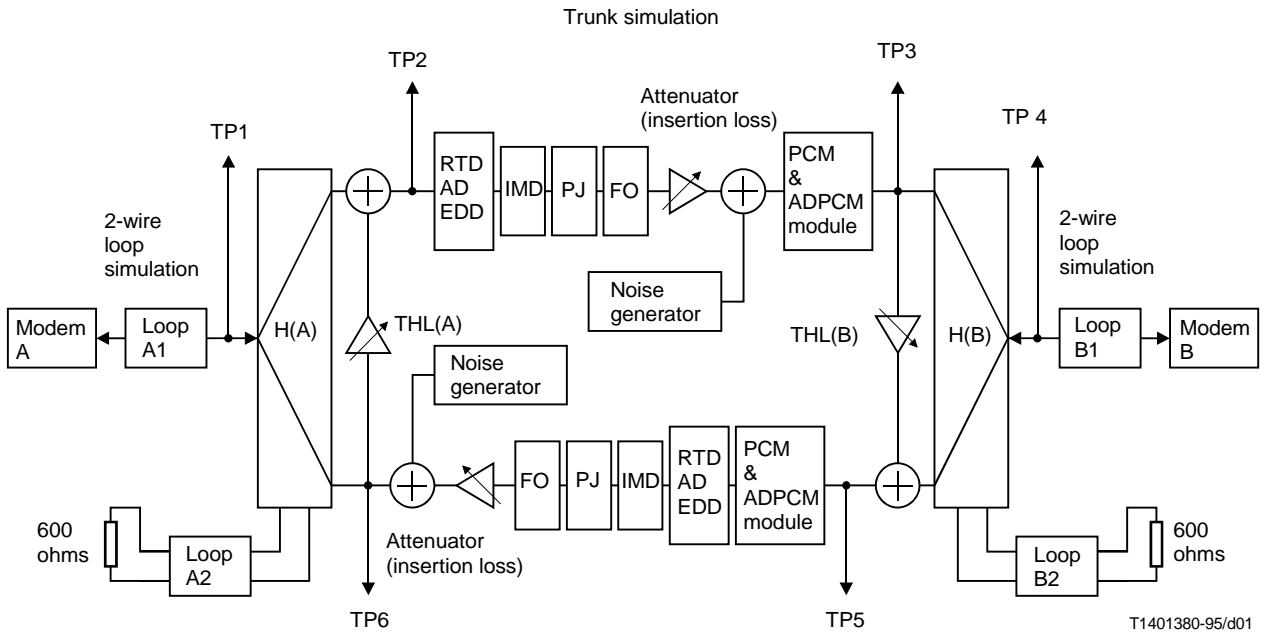 Trunk simulation
TP2
TP3
Attenuator
(insertion loss)
TP1
TP 4
RTD
AD
EDD
IMD
PJ
FO
PCM
&
ADPCM
module
2-wire
loop
simulation
2-wire
loop
simulation
Noise
generator
Modem
A
Loop
A1
H(A)
THL(A)
THL(B)
H(B)
Loop
B1
Modem
B
Noise
generator
FO
PJ
IMD
RTD
AD
EDD
PCM
&
ADPCM
module
600
ohms
Loop
A2
Attenuator
(insertion loss)
Loop
B2
600
ohms
TP6
TP5
T1401380-95/d01